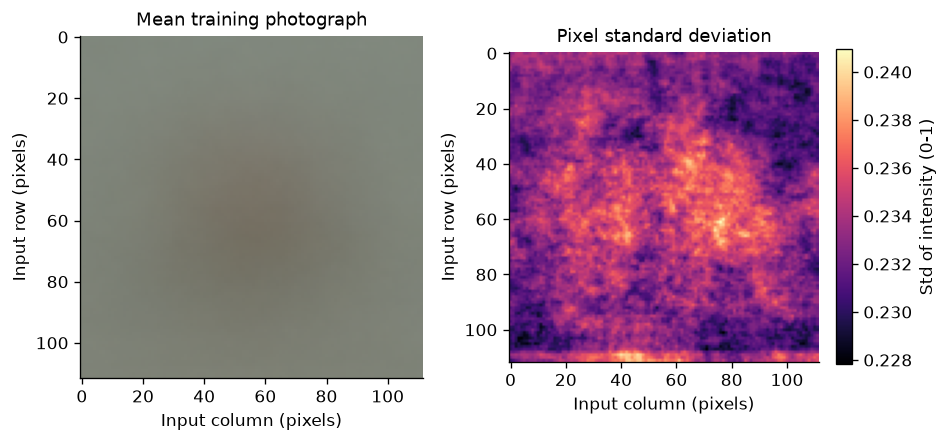 Mean training photograph
0
20
40
60
80
100
Input row (pixels)
0 20 40 60 80 100
Input column (pixels)
Pixel standard deviation
0
20
40
60
80
100
Input row (pixels)
0 20 40 60 80 100
Input column (pixels)
0.240
0.238
0.236
0.234
0.232
0.230
0.228
Std of intensity (0-1)